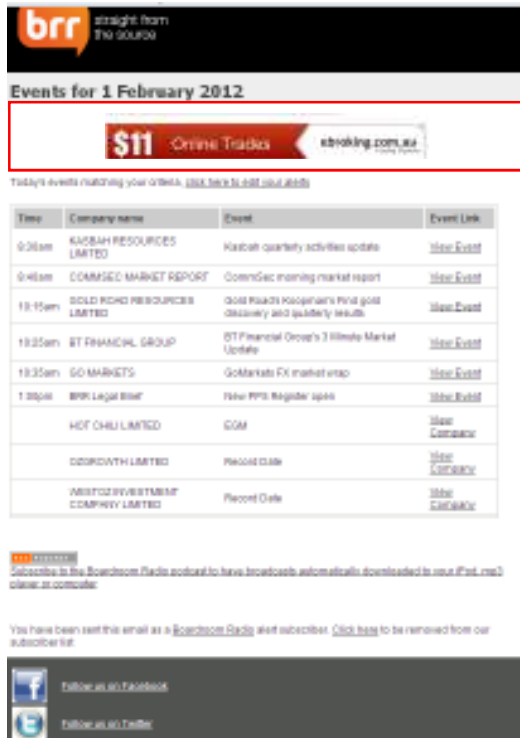 brr straight from
the source
Events for 1 February 2012
$11 Online Trades ebroking.com.au
Today's events matching your criteria, click here to edit your alerts
Time Company name Event Event Link
KASBAH RESOURCES
LIMITED
Kasbah quarterly activities update View Event
9:40am COMMSEC MARKET REPORT CommSec morning market report View Event
10:15am GOLD ROAD RESOURCES
LIMITED
Gold Road's Koopman's Find gold
discovery and quarterly results
View Event
10:25am BT FINANCIAL GROUP BT Financial Group's 3 Minute Market
Update
View Event
10:35am GO MARKETS GoMarkets FX market wrap View Event
BRR Legal Brief New PPS Register open View Event
HOT CHILI LIMITED EGM View
Company
OZGROWTH LIMITED Record Date View
Company
WESTOZ INVESTMENT
COMPANY LIMITED
Record Date View
Company
Subscribe to the Boardroom Radio podcast to have broadcasts automatically downloaded to your iPod, mp3
player or computer
You have been sent this email as a Boardroom Radio alert subscriber. Click here to be removed from our
subscriber list
Follow us on Facebook
Follow us on Twitter